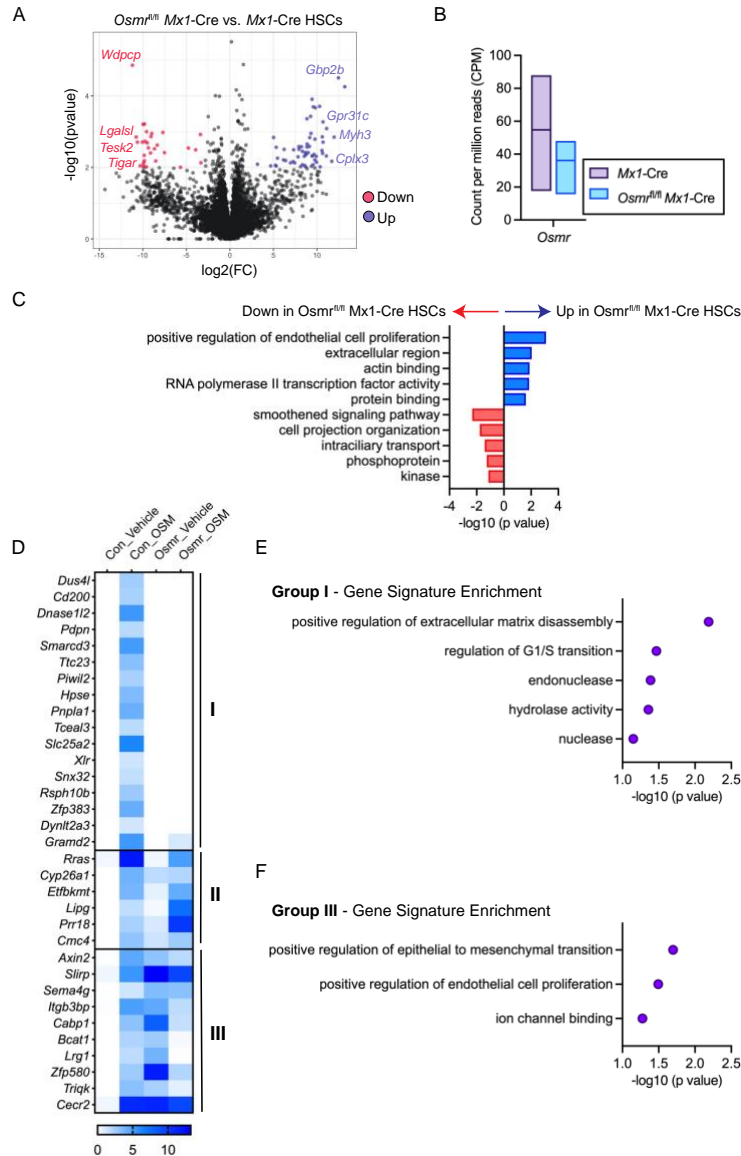 A
Osmrfl/fl Mx1-Cre vs. Mx1-Cre HSCs
Wdpcp
Gbp2b
Gpr31c
Lgalsl
Myh3
Tesk2
Tigar
Cplx3
-log10(pvalue)
4
2
0
-15
-10
-5
0
5
10
log2(FC)
Down
Up
B
Count per million reads (CPM)
100
80
60
40
20
0
Osmr
Mx1-Cre
Osmrfl/fl Mx1-Cre
C
Down in Osmrfl/fl Mx1-Cre HSCs
Up in Osmrfl/fl Mx1-Cre HSCs
positive regulation of endothelial cell proliferation
extracellular region
actin binding
RNA polymerase II transcription factor activity
protein binding
smoothened signaling pathway
cell projection organization
intraciliary transport
phosphoprotein
kinase
-4 -2 0 2 4
-log10 (p value)
D
Con_Vehicle
Con_OSM
Osmr_Vehicle
Osmr_OSM
Dus4l
Cd200
Dnase1l2
Pdpn
Smarcd3
Ttc23
Piwil2
Hpse
Pnpla1
Tceal3
Slc25a2
Xlr
Snx32
Rsph10b
Zfp383
Dynlt2a3
Gramd2
I
Rras
Cyp26a1
Etfbkmt
Lipg
Prr18
Cmc4
II
Axin2
Slirp
Sema4g
Itgb3bp
Cabp1
Bcat1
Lrg1
Zfp580
Triqk
Cecr2
III
0 5 10
E
Group I - Gene Signature Enrichment
positive regulation of extracellular matrix disassembly
regulation of G1/S transition
endonuclease
hydrolase activity
nuclease
1.0 1.5 2.0 2.5
-log10 (p value)
F
Group III - Gene Signature Enrichment
positive regulation of epithelial to mesenchymal transition
positive regulation of endothelial cell proliferation
ion channel binding
1.0 1.5 2.0 2.5
-log10 (p value)